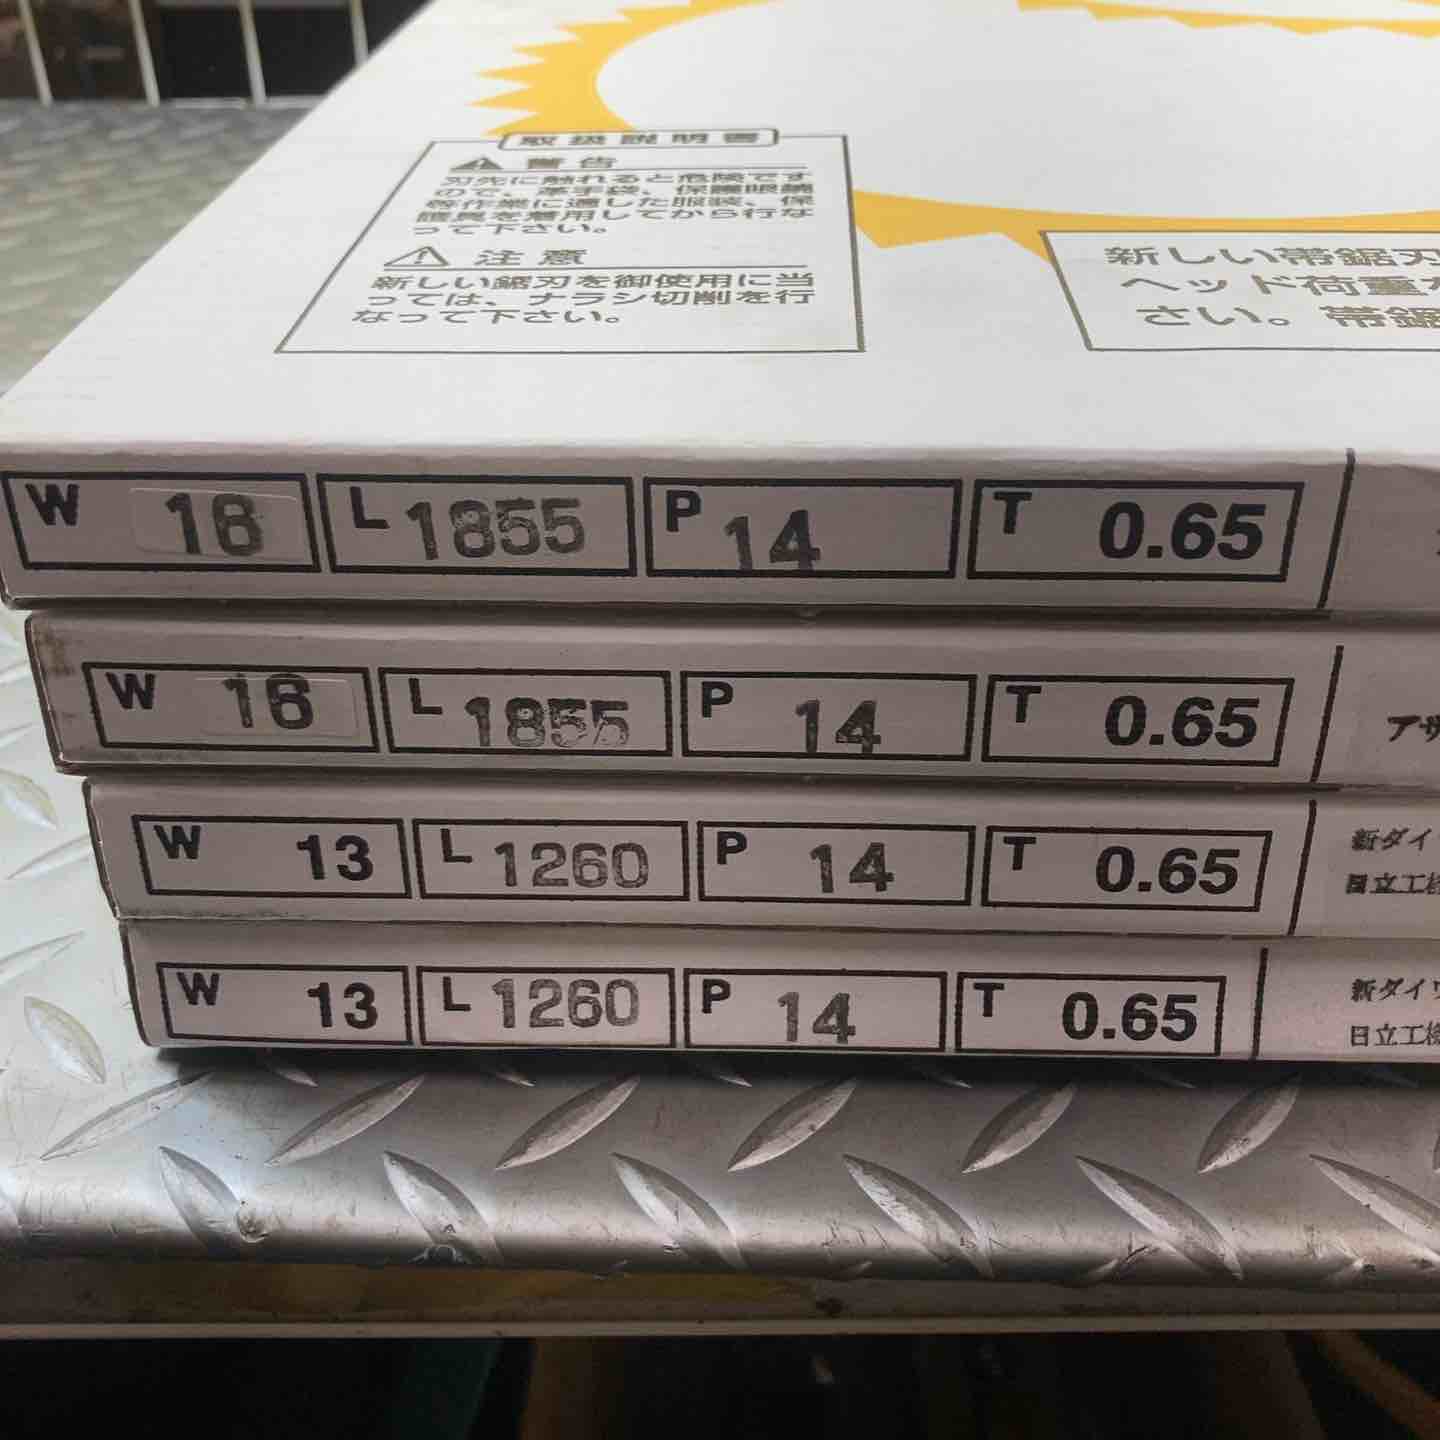 取扱説明書
警告
刃先に触れると危険です
ので、革手袋、保護眼鏡
等作業に適した服装、保
護具を着用してから行な
って下さい。
注意
新しい鋸刃を御使用に当
っては、ナラシ切削を行
なって下さい。
新しい帯鋸刃
ヘッド荷重
さい。帯鋸
W 16 L 1855 P 14 T 0.65
W 16 L 1855 P 14 T 0.65
アサ
W 13 L 1260 P 14 T 0.65
新ダイ
日立工機
W 13 L 1260 P 14 T 0.65
新ダイワ
日立工機